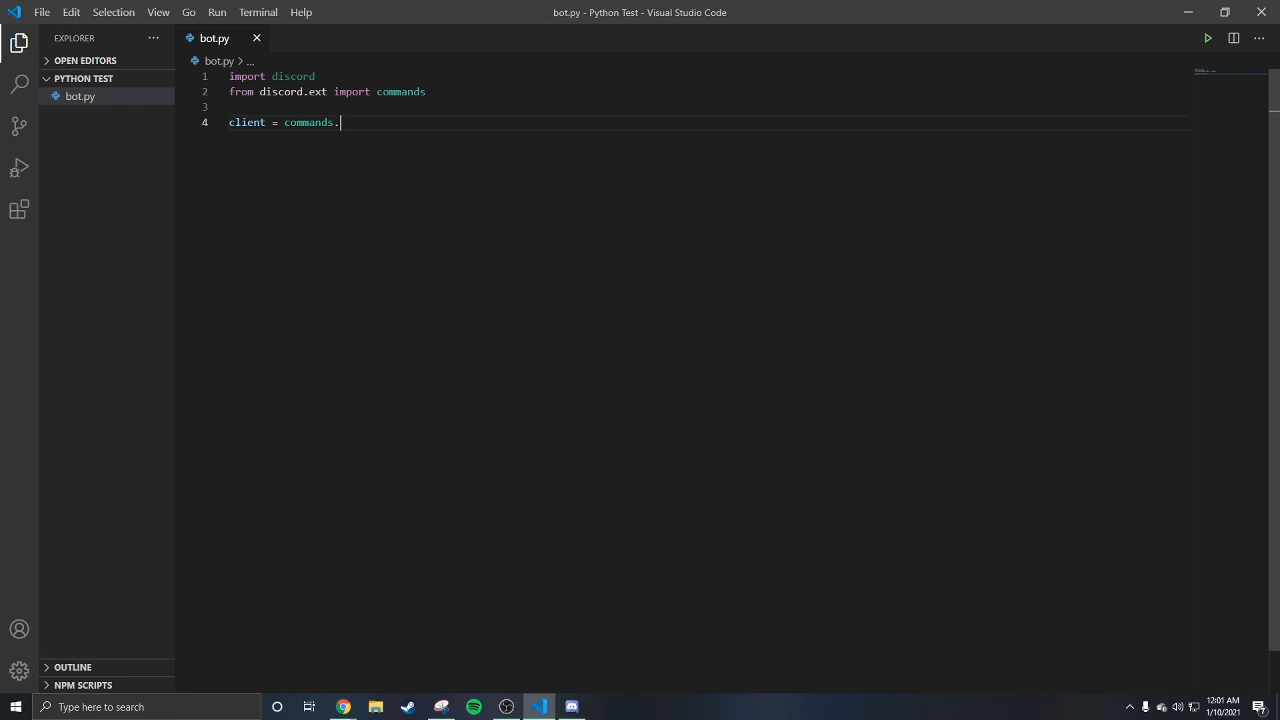 File Edit Selection View Go Run Terminal Help
bot.py - Python Test - Visual Studio Code
EXPLORER
bot.py
OPEN EDITORS
bot.py > ...
PYTHON TEST
bot.py
1 import discord
2 from discord.ext import commands
3
4 client = commands.
OUTLINE
NPM SCRIPTS
Type here to search
12:01 AM
1/10/2021